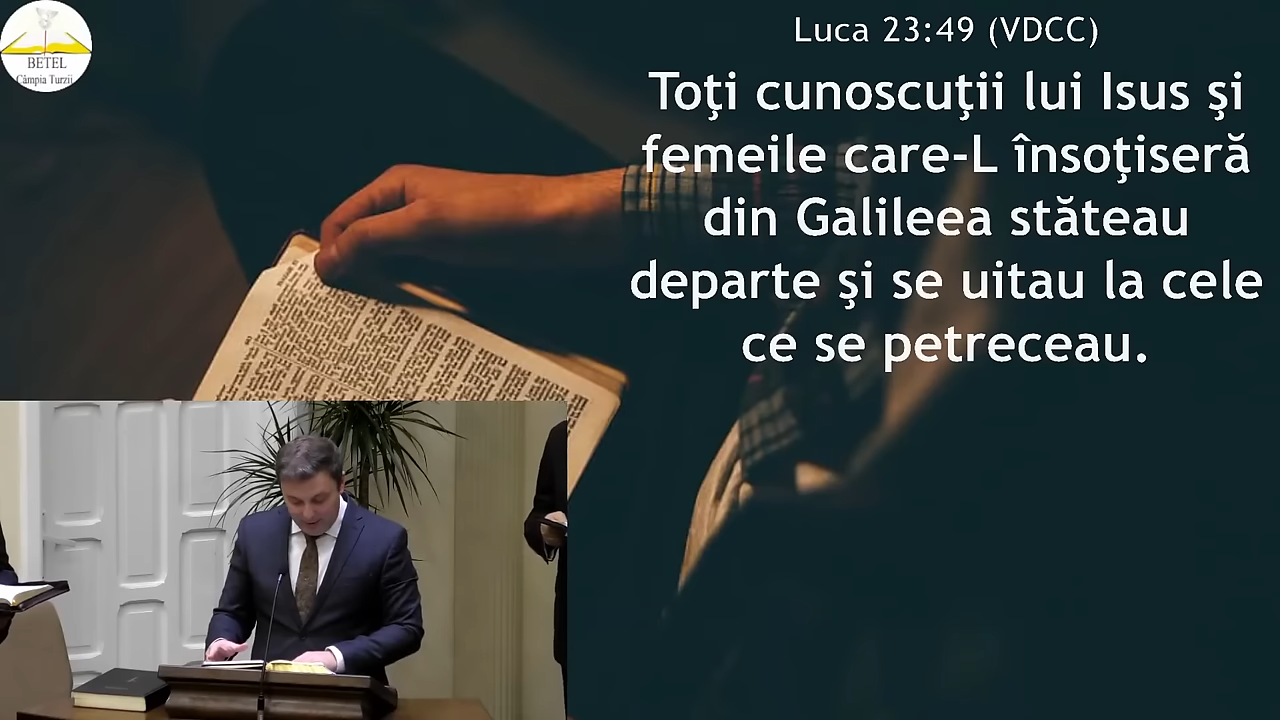 BETEL
Câmpia Turzii
Luca 23:49 (VDCC)
Toţi cunoscuţii lui Isus şi
femeile care-L însoţiseră
din Galileea stăteau
departe şi se uitau la cele
ce se petreceau.